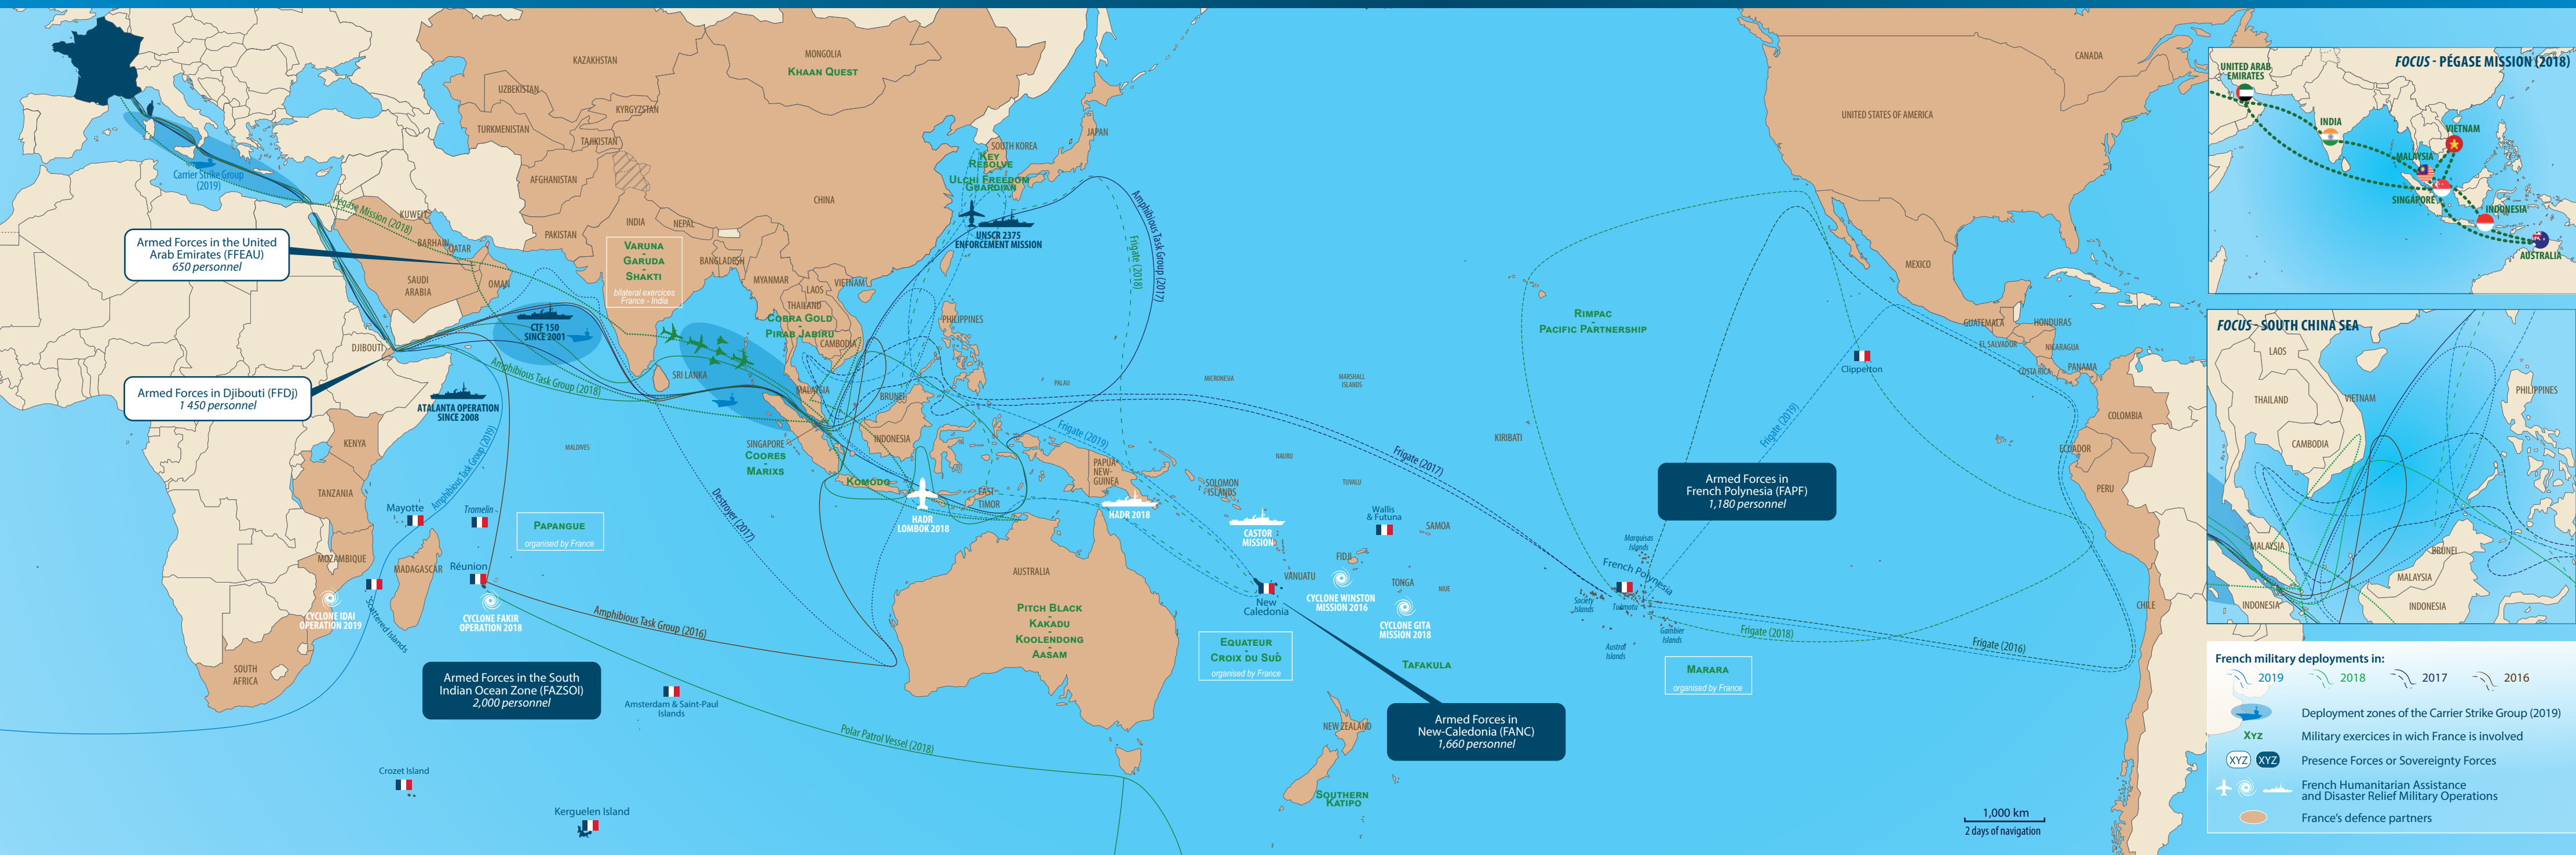 MONGOLIA
KHAAN QUEST
KAZAKHSTAN
UZBEKISTAN
KYRGYZSTAN
TURKMENISTAN
TAJIKISTAN
AFGHANISTAN
CHINA
SOUTH KOREA
JAPAN
KEY
RESOLVE
-
ULCHI FREEDOM
GUARDIAN
UNSCR 2375
ENFORCEMENT MISSION
Carrier Strike Group
(2019)
Pégase Mission (2018)
KUWEIT
BARHAIN
QATAR
SAUDI
ARABIA
OMAN
PAKISTAN
INDIA
NEPAL
BANGLADESH
MYANMAR
LAOS
VIETNAM
THAILAND
CAMBODIA
PHILIPPINES
Armed Forces in the United
Arab Emirates (FFEAU)
650 personnel
VARUNA
-
GARUDA
-
SHAKTI
bilateral exercices
France - India
COBRA GOLD
-
PIRAB JABIRU
CTF 150
SINCE 2001
DJIBOUTI
Armed Forces in Djibouti (FFDj)
1 450 personnel
ATALANTA OPERATION
SINCE 2008
Amphibious Task Group (2018)
SRI LANKA
MALDIVES
MALAYSIA
BRUNEI
SINGAPORE
COORES
-
MARIXS
INDONESIA
KOMODO
HADR
LOMBOK 2018
EAST-
TIMOR
PAPUA-
NEW-
GUINEA
HADR 2018
Frigate (2018)
Amphibious Task Group (2017)
Frigate (2019)
Frigate (2017)
PALAU
MICRONESIA
MARSHALL
ISLANDS
NAURU
KIRIBATI
TUVALU
SOLOMON
ISLANDS
CASTOR
MISSION
Wallis
& Futuna
SAMOA
FIDJI
VANUATU
TONGA
NIUE
CYCLONE WINSTON
MISSION 2016
CYCLONE GITA
MISSION 2018
New
Caledonia
EQUATEUR
-
CROIX DU SUD
organised by France
TAFAKULA
Armed Forces in
New-Caledonia (FANC)
1,660 personnel
NEW ZEALAND
SOUTHERN
KATIPO
AUSTRALIA
PITCH BLACK
-
KAKADU
-
KOOLENDONG
-
AASAM
KENYA
TANZANIA
MOZAMBIQUE
MADAGASCAR
SOUTH
AFRICA
Mayotte
Tromelin
Réunion
Scattered Islands
Amphibious Task Group (2019)
PAPANGUE
organised by France
Destroyer (2017)
CYCLONE IDAI
OPERATION 2019
CYCLONE FAKIR
OPERATION 2018
Amphibious Task Group (2016)
Armed Forces in the South
Indian Ocean Zone (FAZSOI)
2,000 personnel
Amsterdam & Saint-Paul
Islands
Polar Patrol Vessel (2018)
Crozet Island
Kerguelen Island
RIMPAC
-
PACIFIC PARTNERSHIP
Clipperton
Frigate (2019)
Armed Forces in
French Polynesia (FAPF)
1,180 personnel
Marquisas
Islands
French Polynesia
Society
Islands
Tuamotu
Gambier
Islands
Austral
Islands
MARARA
organised by France
Frigate (2018)
Frigate (2016)
CANADA
UNITED STATES OF AMERICA
MEXICO
GUATEMALA
HONDURAS
EL SALVADOR
NICARAGUA
COSTA RICA
PANAMA
COLOMBIA
ECUADOR
PERU
CHILE
1,000 km
2 days of navigation
FOCUS - PÉGASE MISSION (2018)
UNITED ARAB
EMIRATES
INDIA
VIETNAM
MALAYSIA
SINGAPORE
INDONESIA
AUSTRALIA
FOCUS - SOUTH CHINA SEA
LAOS
THAILAND
VIETNAM
CAMBODIA
PHILIPPINES
MALAYSIA
BRUNEI
MALAYSIA
INDONESIA
INDONESIA
French military deployments in:
2019
2018
2017
2016
Deployment zones of the Carrier Strike Group (2019)
XYZ
Military exercices in wich France is involved
XYZ XYZ
Presence Forces or Sovereignty Forces
French Humanitarian Assistance
and Disaster Relief Military Operations
France's defence partners